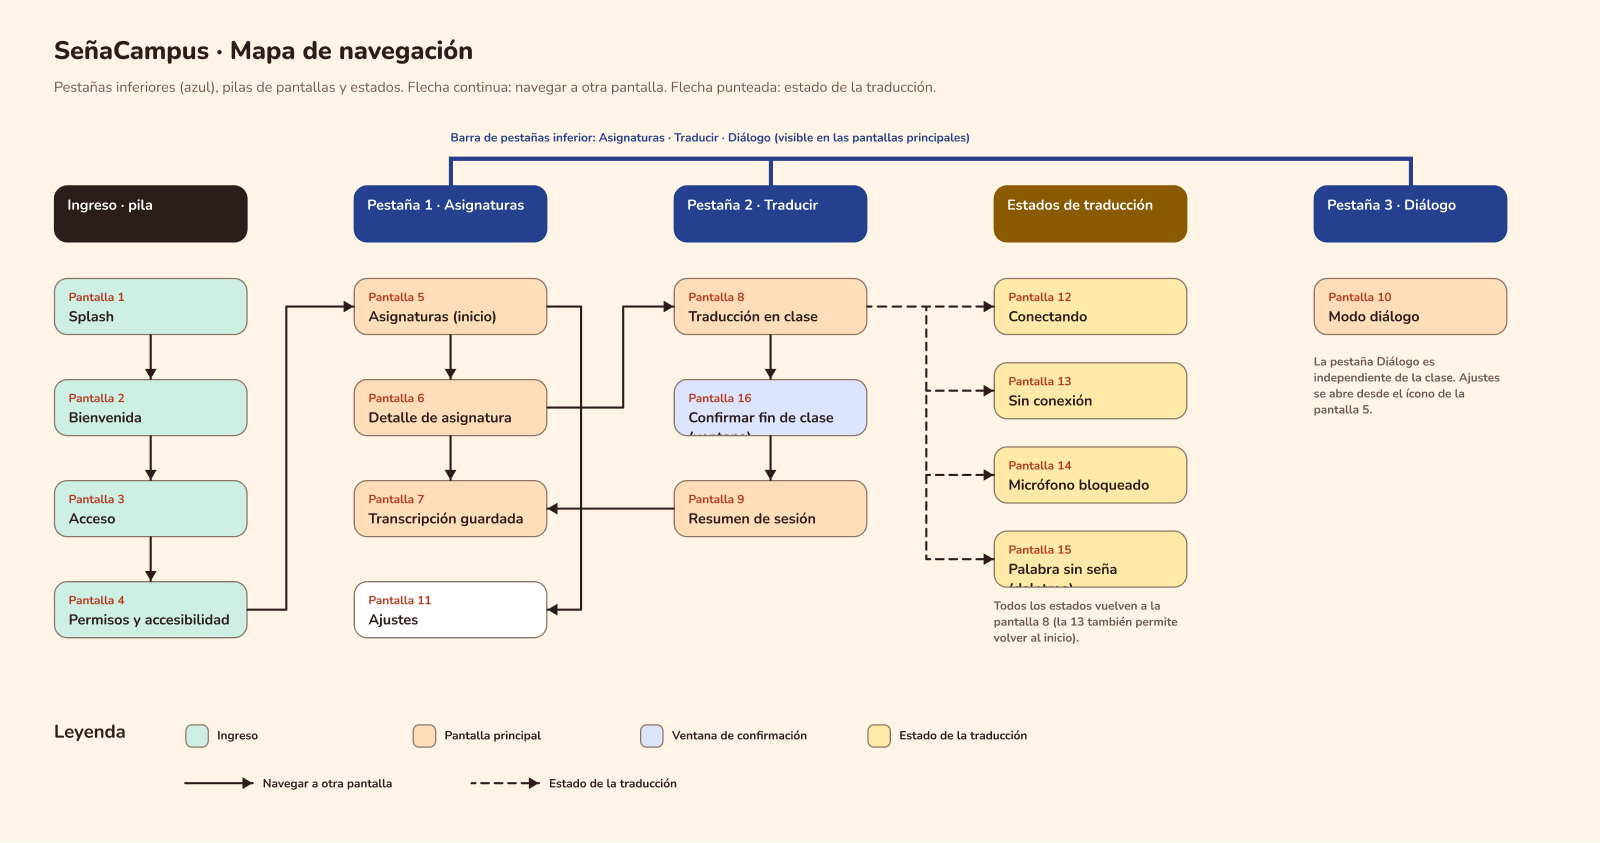 SeñaCampus · Mapa de navegación
Pestañas inferiores (azul), pilas de pantallas y estados. Flecha continua: navegar a otra pantalla. Flecha punteada: estado de la traducción.
Barra de pestañas inferior: Asignaturas · Traducir · Diálogo (visible en las pantallas principales)
Ingreso · pila
Pestaña 1 · Asignaturas
Pestaña 2 · Traducir
Estados de traducción
Pestaña 3 · Diálogo
Pantalla 1
Splash
Pantalla 2
Bienvenida
Pantalla 3
Acceso
Pantalla 4
Permisos y accesibilidad
Pantalla 5
Asignaturas (inicio)
Pantalla 6
Detalle de asignatura
Pantalla 7
Transcripción guardada
Pantalla 11
Ajustes
Pantalla 8
Traducción en clase
Pantalla 16
Confirmar fin de clase
Pantalla 9
Resumen de sesión
Pantalla 12
Conectando
Pantalla 13
Sin conexión
Pantalla 14
Micrófono bloqueado
Pantalla 15
Palabra sin seña
Todos los estados vuelven a la
pantalla 8 (la 13 también permite
volver al inicio).
Pantalla 10
Modo diálogo
La pestaña Diálogo es
independiente de la clase. Ajustes
se abre desde el ícono de la
pantalla 5.
Leyenda
Ingreso
Pantalla principal
Ventana de confirmación
Estado de la traducción
Navegar a otra pantalla
Estado de la traducción